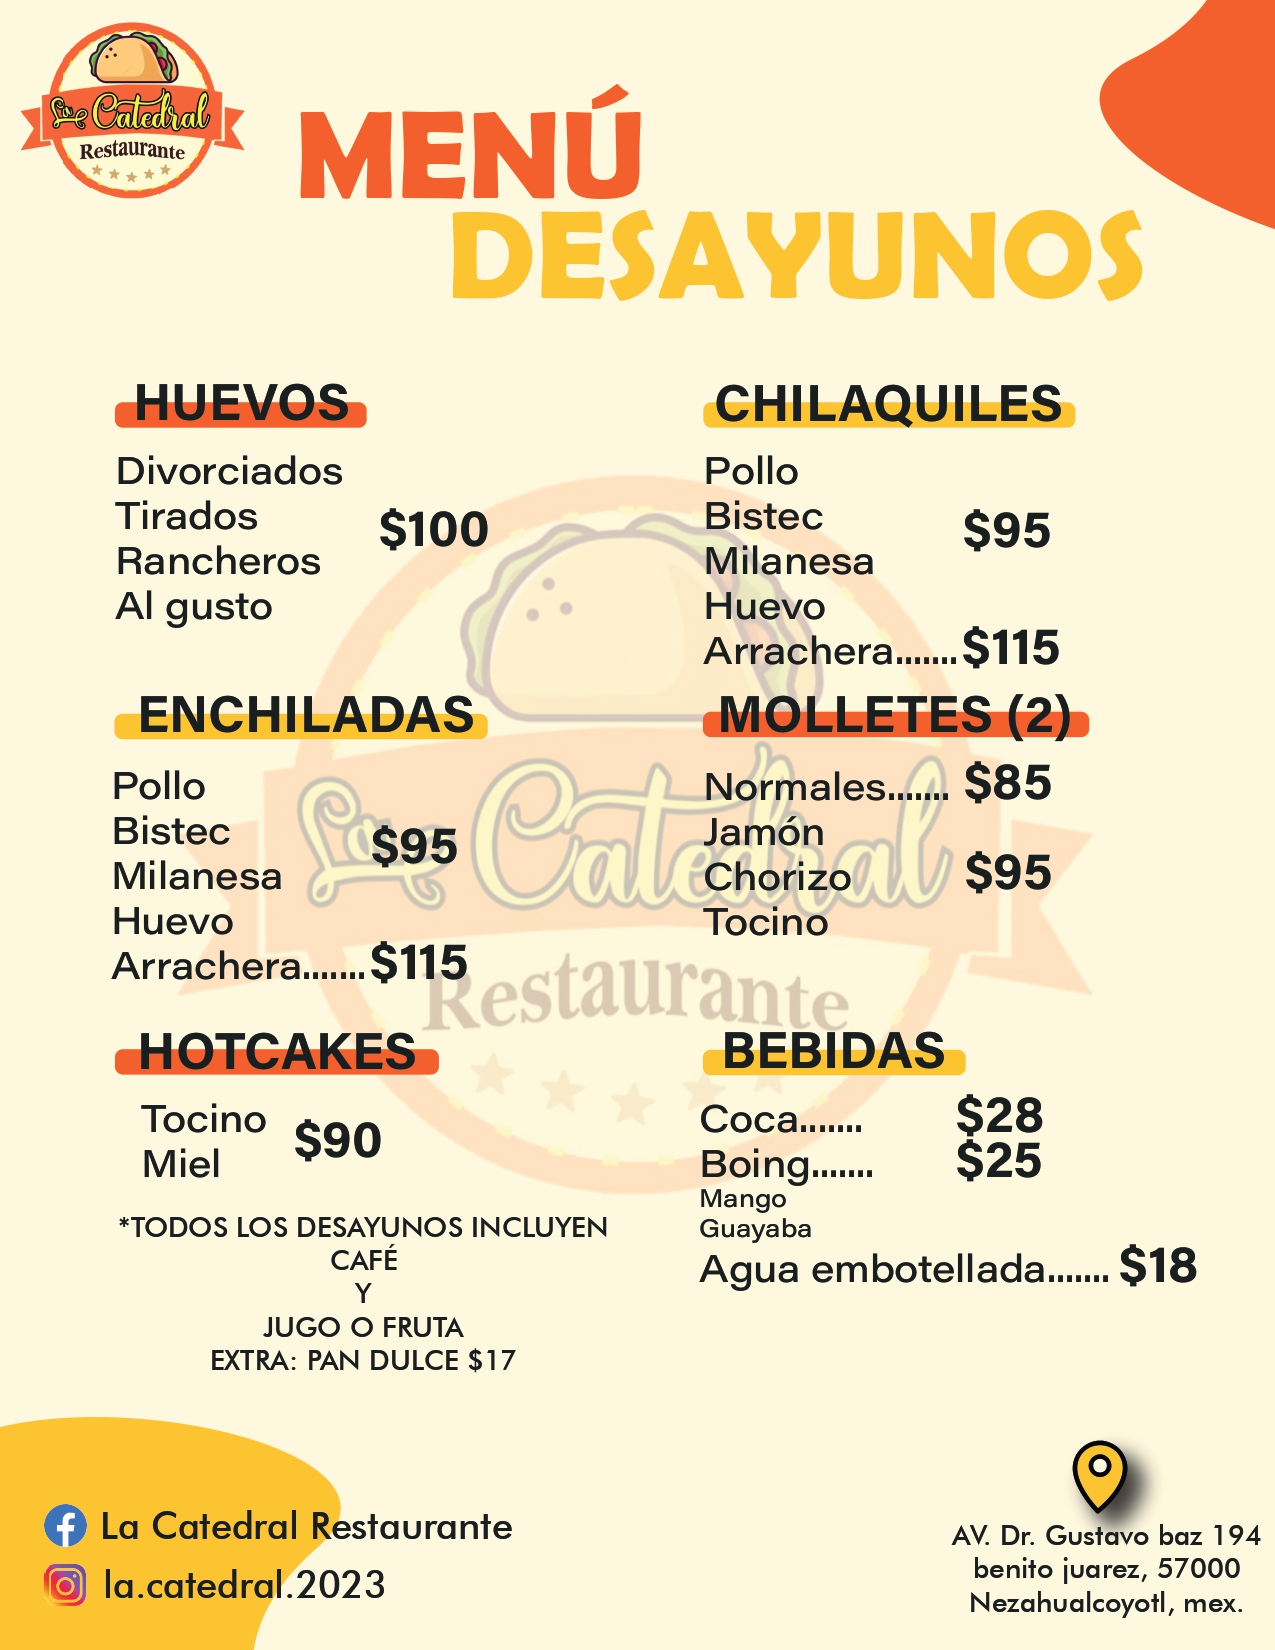 La Catedral
Restaurante
MENÚ
DESAYUNOS
HUEVOS
Divorciados
Tirados
$100
Rancheros
Al gusto
CHILAQUILES
Pollo
Bistec
$95
Milanesa
Huevo
Arrachera.......$115
ENCHILADAS
Pollo
Bistec
$95
Milanesa
Huevo
Arrachera.......$115
MOLLETES (2)
Normales....... $85
Jamón
Chorizo $95
Tocino
La Catedral
Restaurante
HOTCAKES
Tocino
$90
Miel
*TODOS LOS DESAYUNOS INCLUYEN
CAFÉ
Y
JUGO O FRUTA
EXTRA: PAN DULCE $17
BEBIDAS
Coca....... $28
Boing....... $25
Mango
Guayaba
Agua embotellada....... $18
La Catedral Restaurante
la.catedral.2023
AV. Dr. Gustavo baz 194
benito juarez, 57000
Nezahualcoyotl, mex.